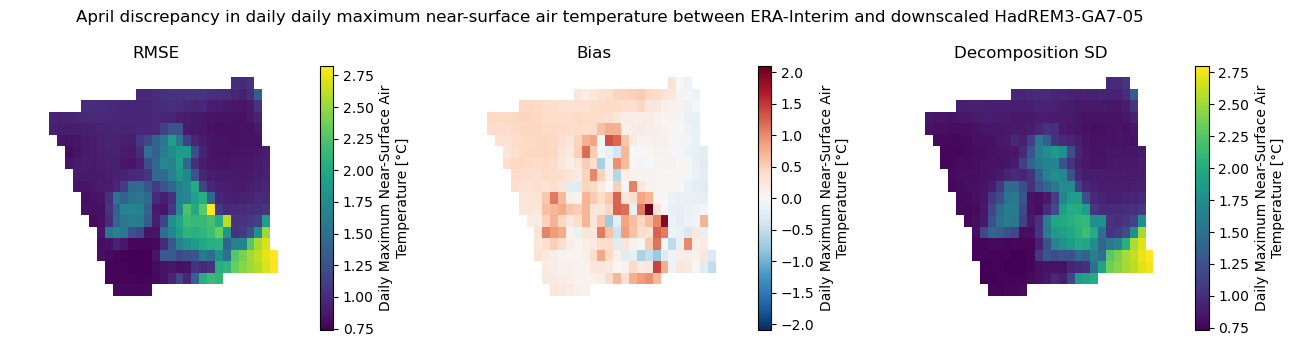 April discrepancy in daily daily maximum near-surface air temperature between ERA-Interim and downscaled HadREM3-GA7-05
RMSE
2.75
2.50
2.25
2.00
1.75
1.50
1.25
1.00
0.75
Daily Maximum Near-Surface Air
Temperature [°C]
Bias
2.0
1.5
1.0
0.5
0.0
−0.5
−1.0
−1.5
−2.0
Daily Maximum Near-Surface Air
Temperature [°C]
Decomposition SD
2.75
2.50
2.25
2.00
1.75
1.50
1.25
1.00
0.75
Daily Maximum Near-Surface Air
Temperature [°C]